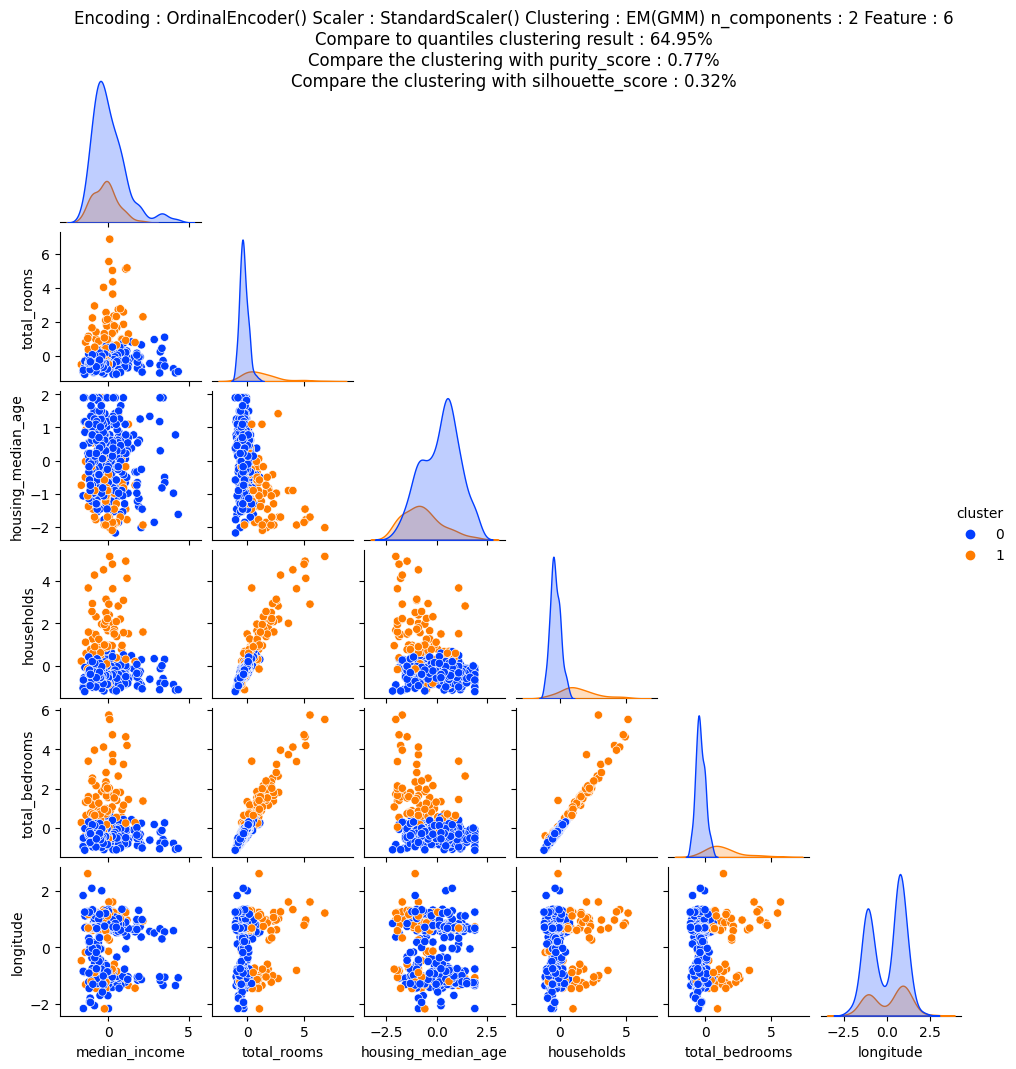 Encoding : OrdinalEncoder() Scaler : StandardScaler() Clustering : EM(GMM) n_components : 2 Feature : 6
Compare to quantiles clustering result : 64.95%
Compare the clustering with purity_score : 0.77%
Compare the clustering with silhouette_score : 0.32%
total_rooms
6
4
2
0
housing_median_age
2
1
0
−1
−2
cluster
0
1
households
4
2
0
total_bedrooms
6
4
2
0
longitude
2
0
−2
0 5
0 5
−2.5 0.0 2.5
0 5
0 5
−2.5 0.0 2.5
median_income total_rooms housing_median_age households total_bedrooms longitude